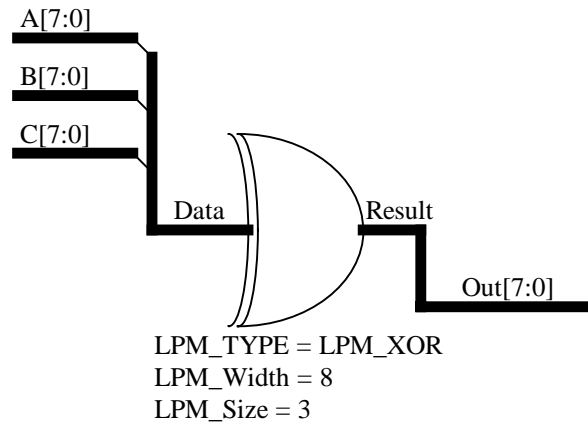 A[7:0]
B[7:0]
C[7:0]
Data
Result
Out[7:0]
LPM_TYPE = LPM_XOR
LPM_Width = 8
LPM_Size = 3